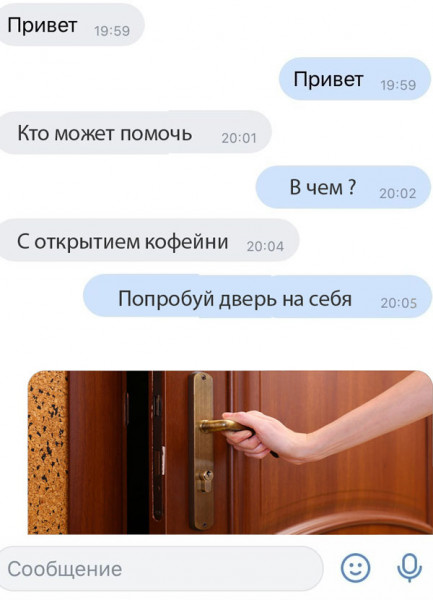 Привет 19:59
Привет 19:59
Кто может помочь 20:01
В чем ? 20:02
С открытием кофейни 20:04
Попробуй дверь на себя 20:05
Сообщение